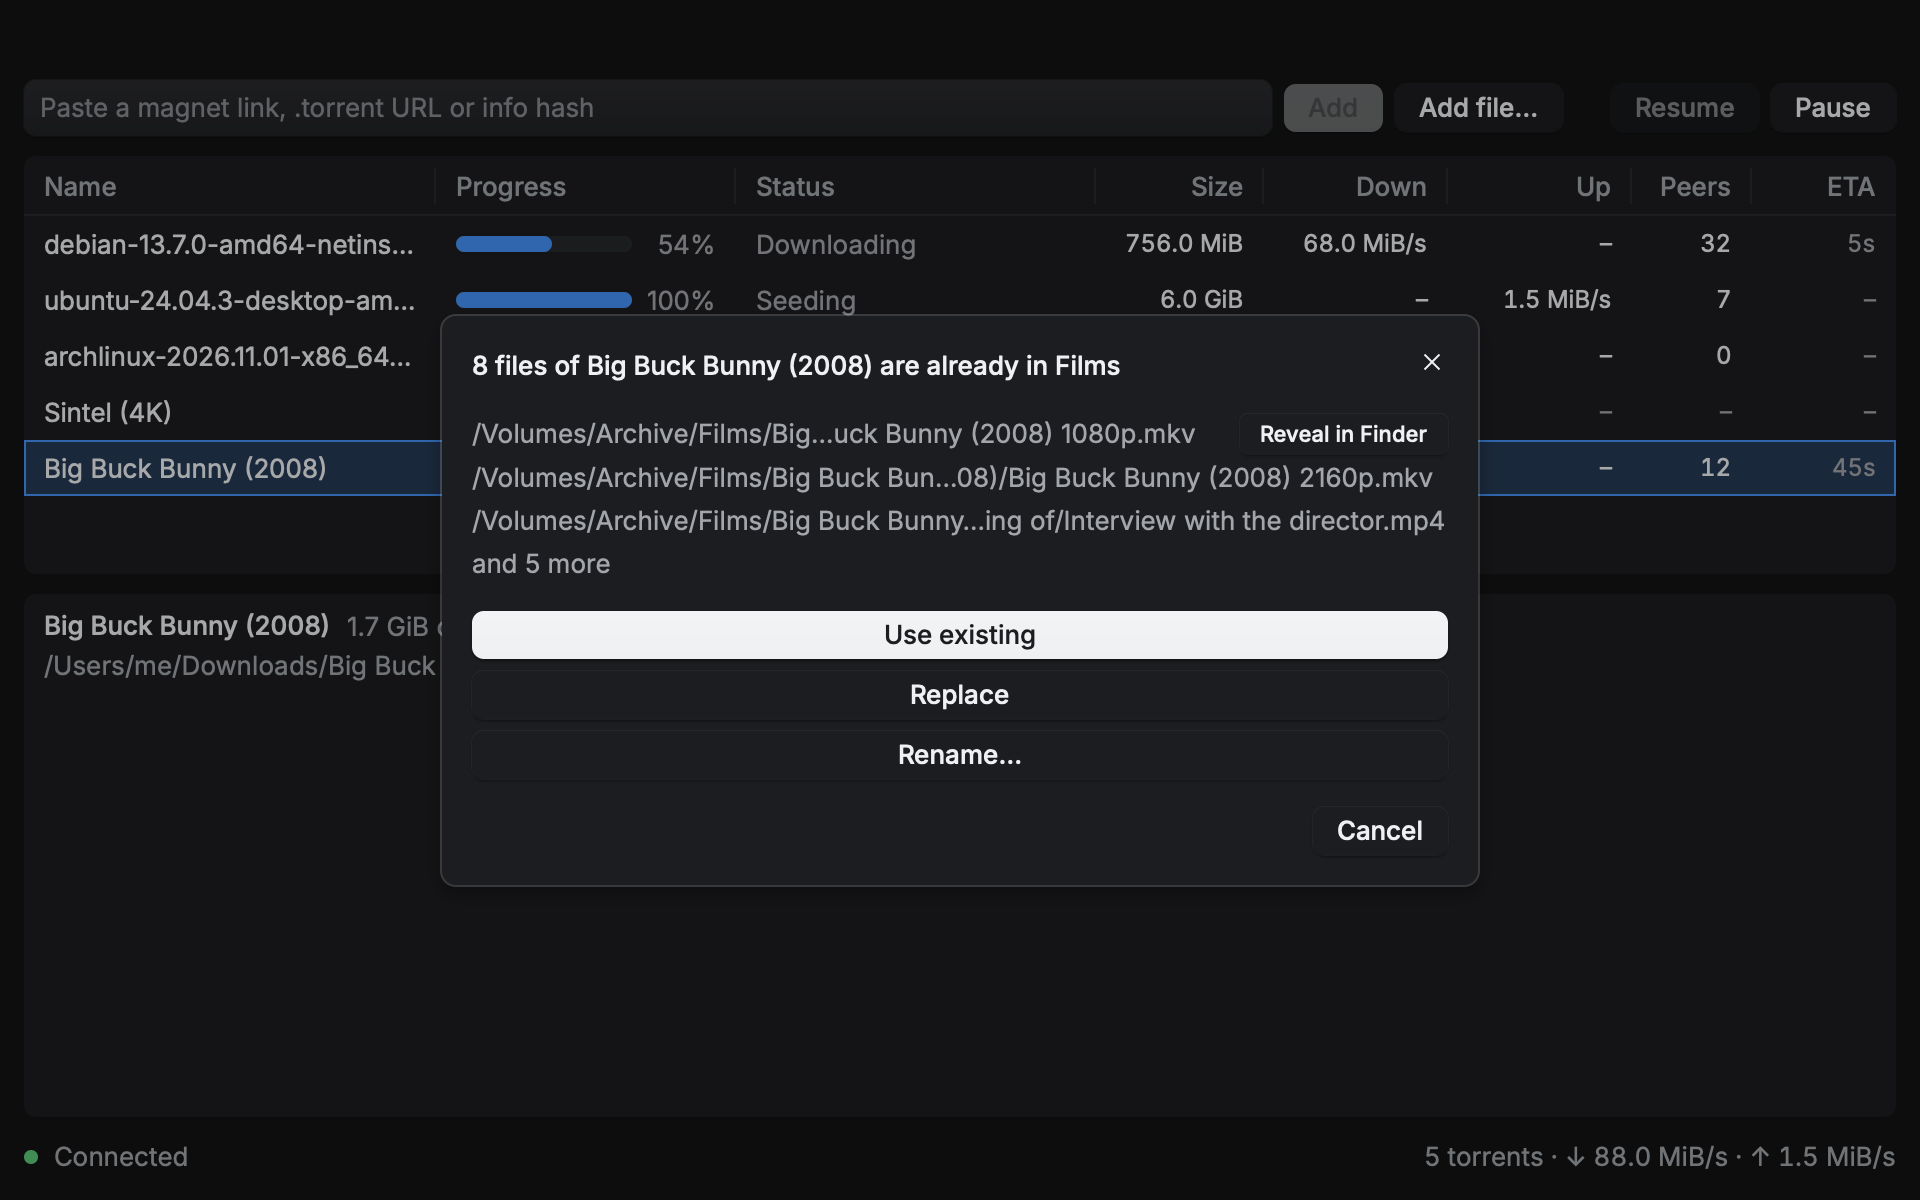 Paste a magnet link, .torrent URL or info hash
Add
Add file...
Resume
Pause
Name Progress Status Size Down Up Peers ETA
debian-13.7.0-amd64-netins... 54% Downloading 756.0 MiB 68.0 MiB/s – 32 5s
ubuntu-24.04.3-desktop-am... 100% Seeding 6.0 GiB – 1.5 MiB/s 7 –
archlinux-2026.11.01-x86_64... – 0 –
Sintel (4K) – – –
Big Buck Bunny (2008) – 12 45s
8 files of Big Buck Bunny (2008) are already in Films
/Volumes/Archive/Films/Big...uck Bunny (2008) 1080p.mkv
Reveal in Finder
/Volumes/Archive/Films/Big Buck Bun...08)/Big Buck Bunny (2008) 2160p.mkv
/Volumes/Archive/Films/Big Buck Bunny...ing of/Interview with the director.mp4
and 5 more
Use existing
Replace
Rename...
Cancel
Big Buck Bunny (2008) 1.7 GiB
/Users/me/Downloads/Big Buck
Connected
5 torrents · ↓ 88.0 MiB/s · ↑ 1.5 MiB/s